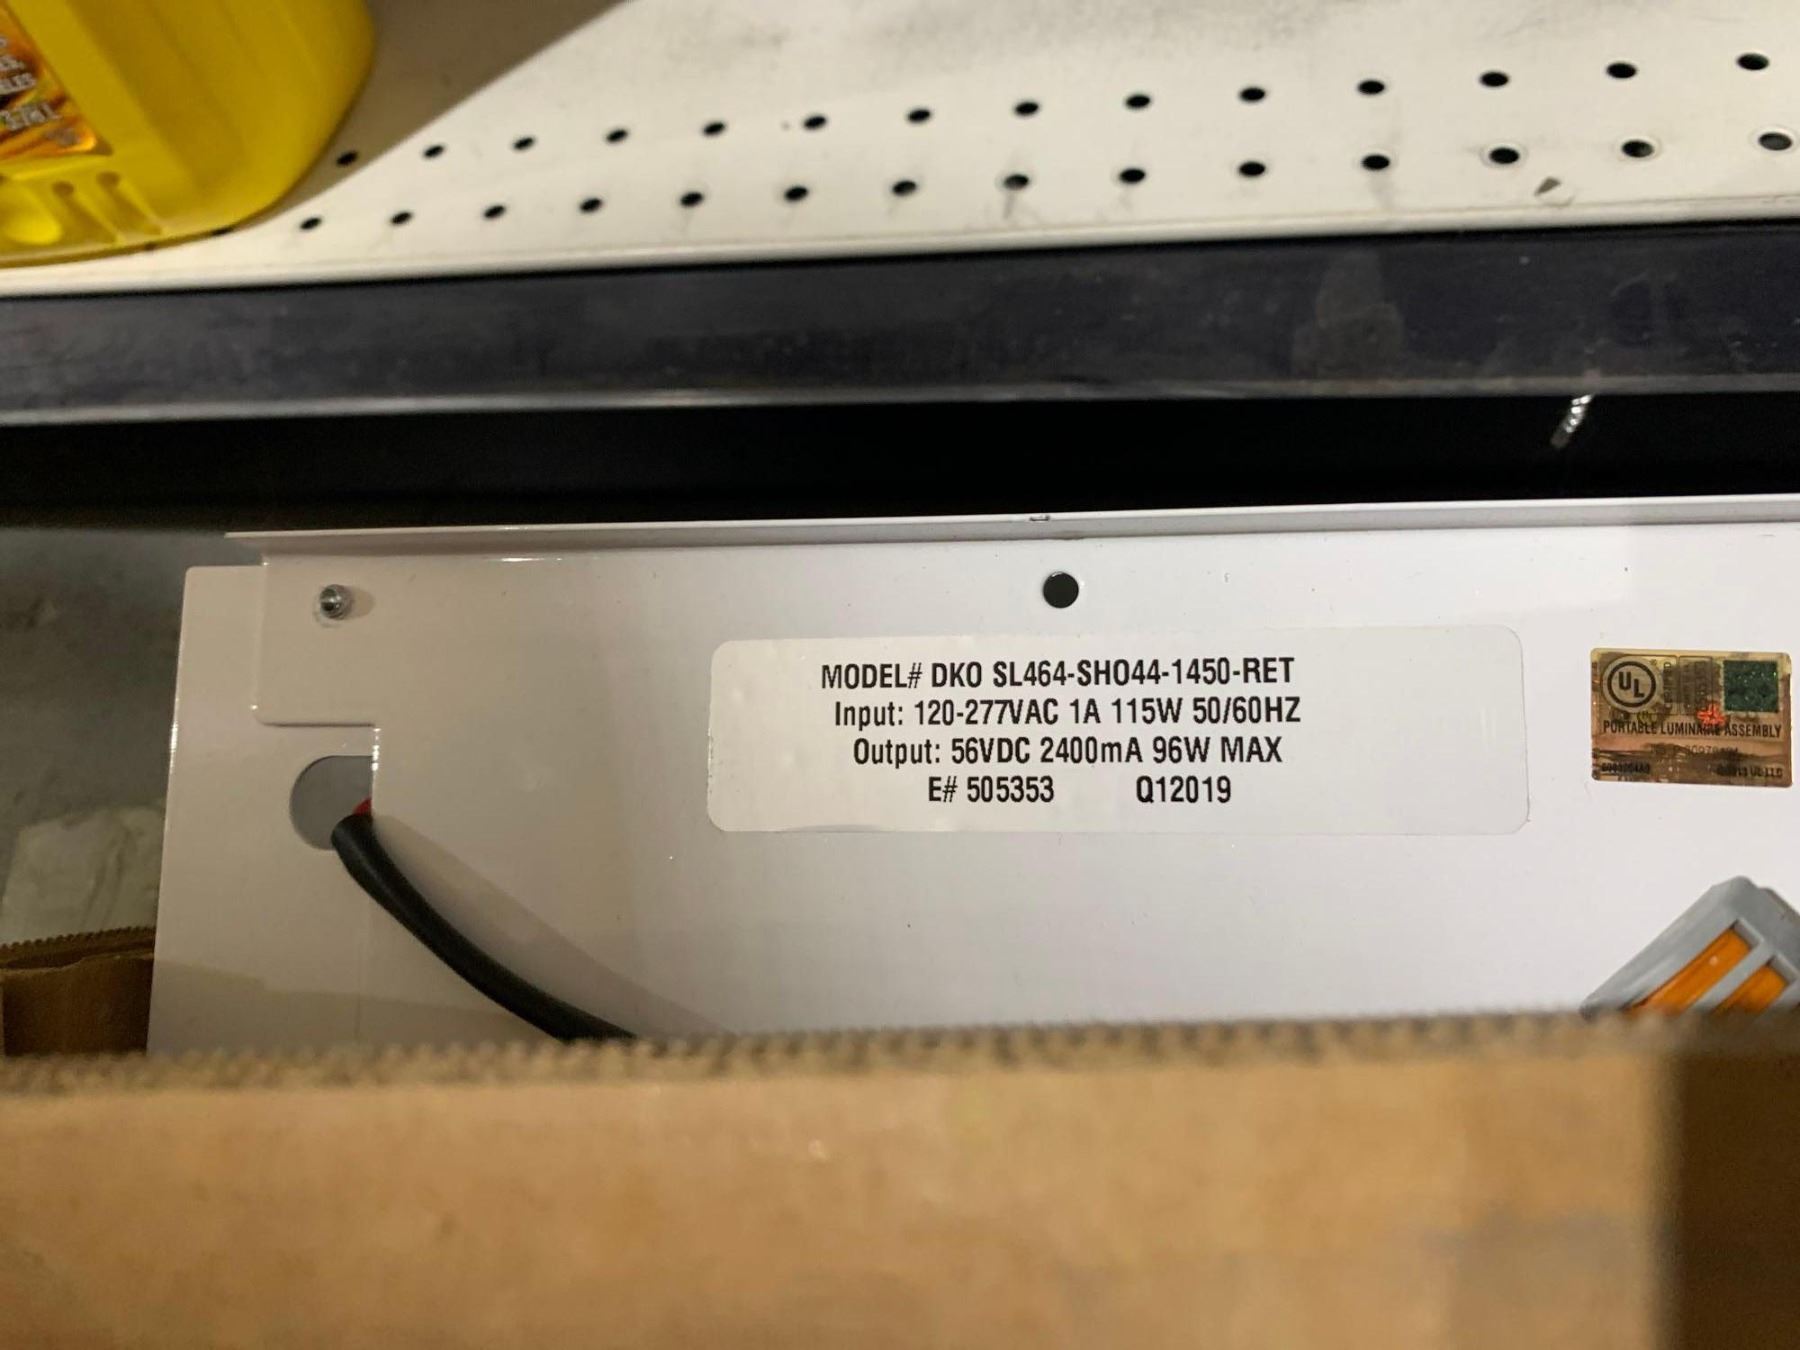 MODEL# DKO SL464-SHO44-1450-RET
Input: 120-277VAC 1A 115W 50/60HZ
Output: 56VDC 2400mA 96W MAX
E# 505353 Q12019
UL
PORTABLE LUMINAIRE ASSEMBLY